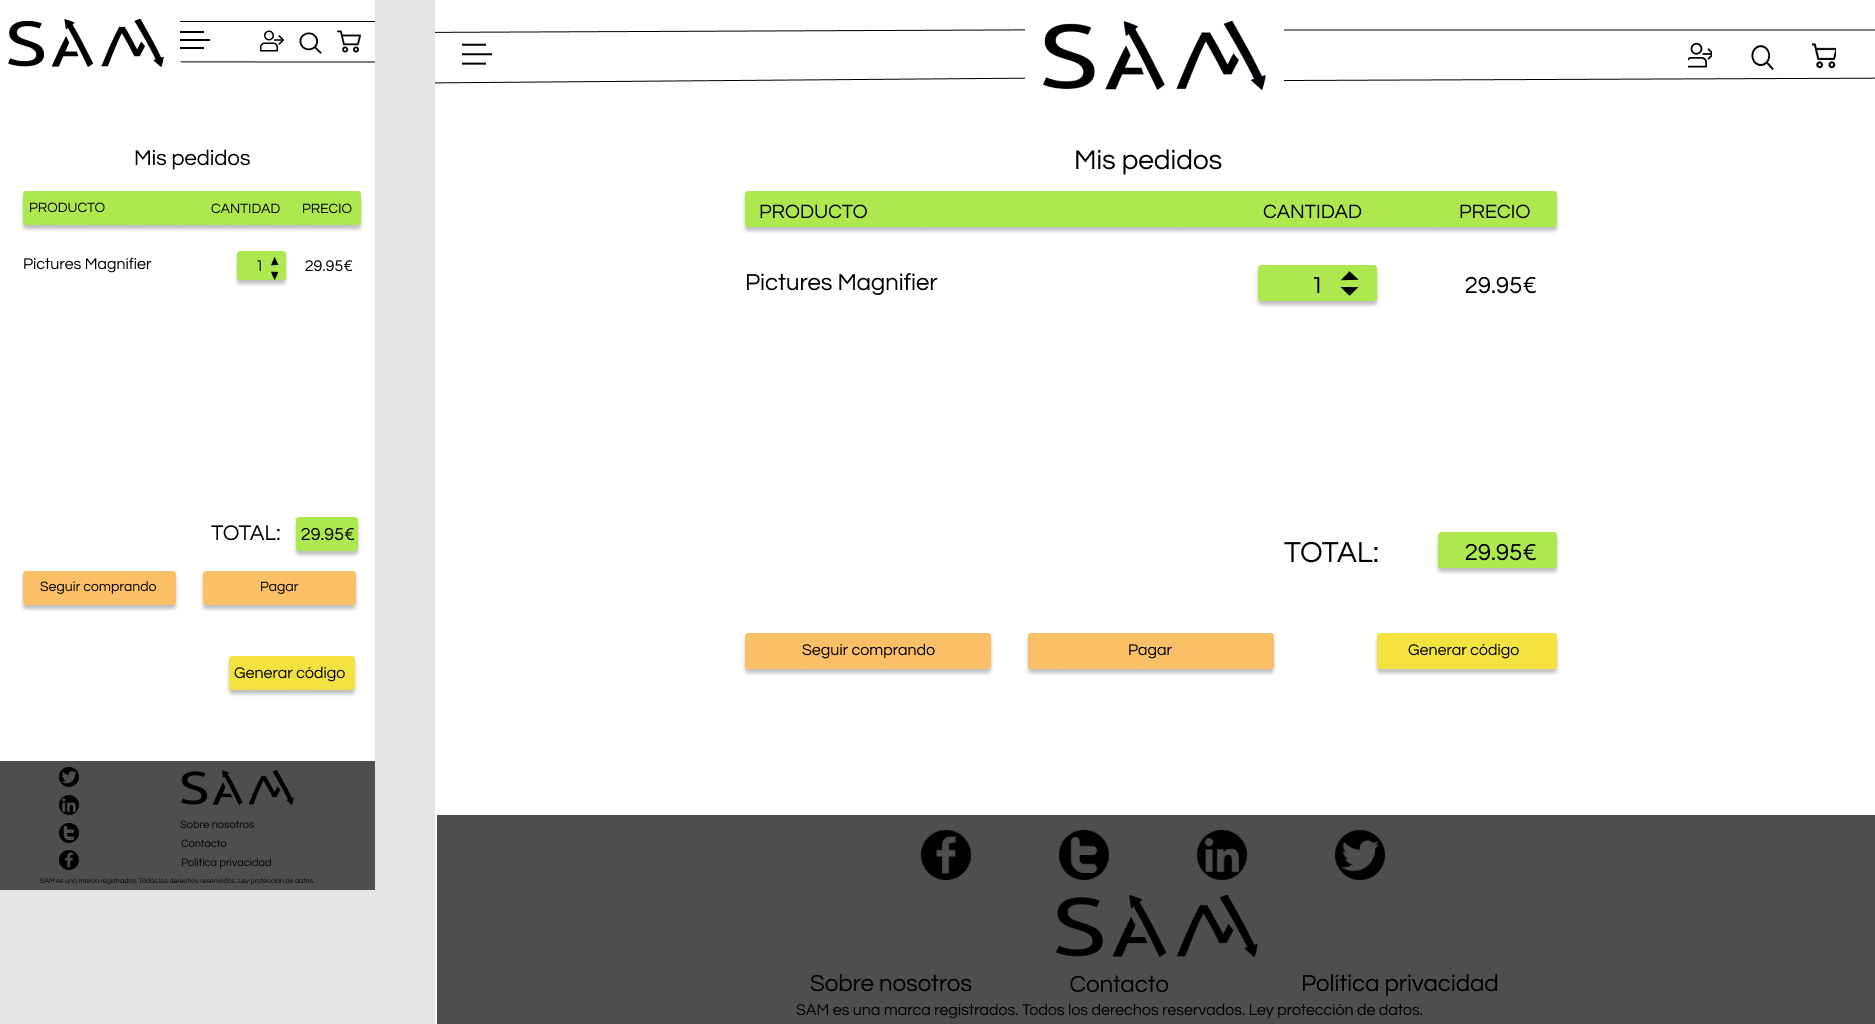 SAM
Mis pedidos
PRODUCTO CANTIDAD PRECIO
Pictures Magnifier 1 29.95€
TOTAL: 29.95€
Seguir comprando Pagar
Generar código
SAM
Sobre nosotros
Contacto
Política privacidad
SAM es una marca registrados. Todos los derechos reservados. Ley protección de datos.
SAM
Mis pedidos
PRODUCTO CANTIDAD PRECIO
Pictures Magnifier 1 29.95€
TOTAL: 29.95€
Seguir comprando Pagar Generar código
SAM
Sobre nosotros Contacto Política privacidad
SAM es una marca registrados. Todos los derechos reservados. Ley protección de datos.